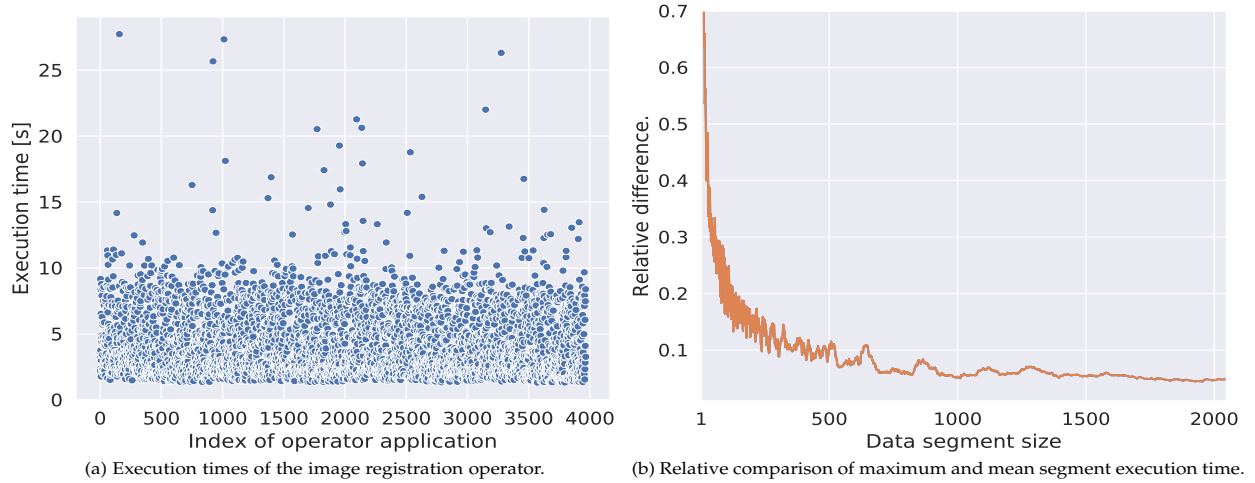 25
20
15
10
5
0
Execution time [s]
0 500 1000 1500 2000 2500 3000 3500 4000
Index of operator application
(a) Execution times of the image registration operator.
0.7
0.6
0.5
0.4
0.3
0.2
0.1
Relative difference.
1 500 1000 1500 2000
Data segment size
(b) Relative comparison of maximum and mean segment execution time.